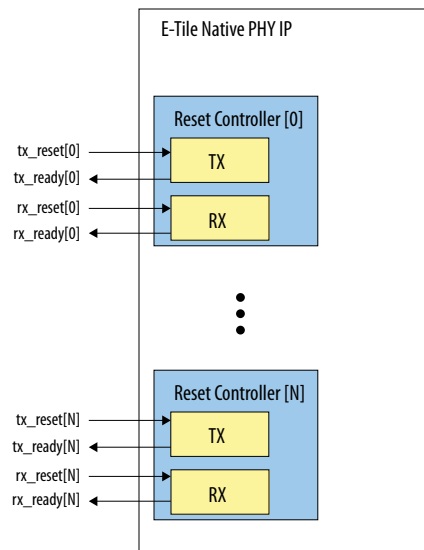 E-Tile Native PHY IP
Reset Controller [0]
tx_reset[0]
TX
tx_ready[0]
rx_reset[0]
RX
rx_ready[0]
Reset Controller [N]
tx_reset[N]
TX
tx_ready[N]
rx_reset[N]
RX
rx_ready[N]